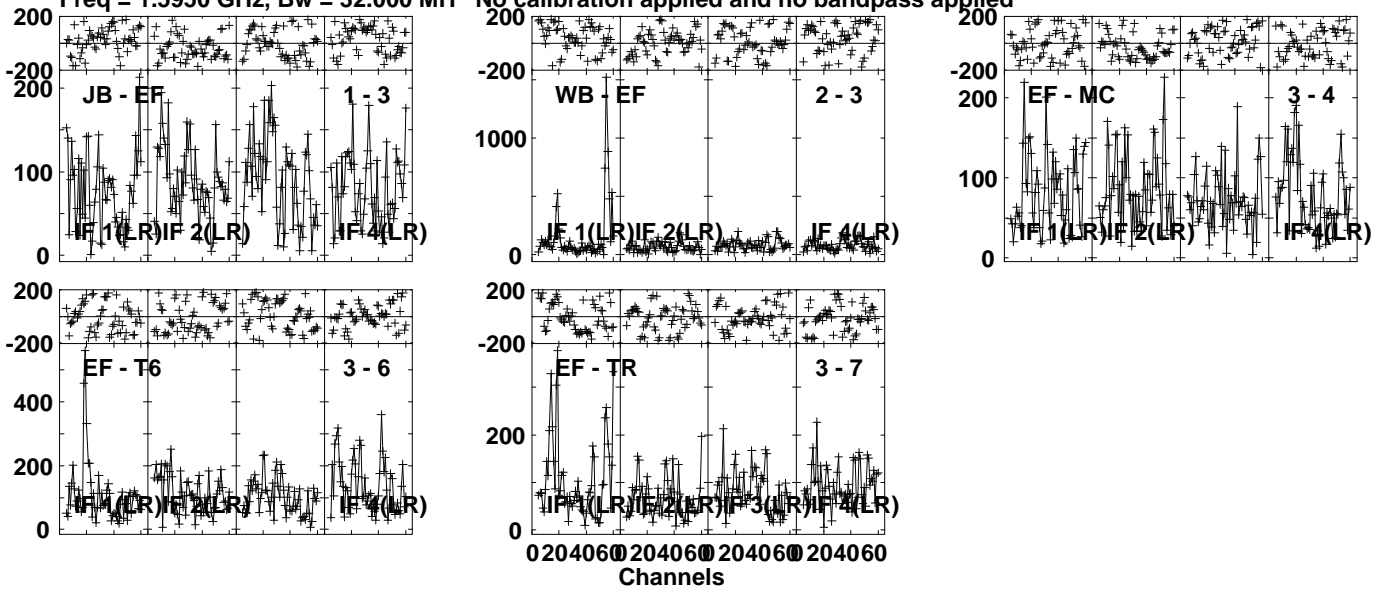 Freq = 1.5950 GHz, Bw = 32.000 MH No calibration applied and no bandpass applied
200
-200
200
100
0
JB - EF
1 - 3
IF 1(LR)
IF 2(LR)
IF 4(LR)
200
-200
1000
0
WB - EF
2 - 3
IF 1(LR)
IF 2(LR)
IF 4(LR)
200
-200
200
100
0
EF - MC
3 - 4
IF 1(LR)
IF 2(LR)
IF 4(LR)
200
-200
400
200
0
EF - T6
3 - 6
IF 1(LR)
IF 2(LR)
IF 4(LR)
200
-200
200
0
EF - TR
3 - 7
IF 1(LR)
IF 2(LR)
IF 3(LR)
IF 4(LR)
0 20 40 60 0 20 40 60 0 20 40 60 0 20 40 60
Channels